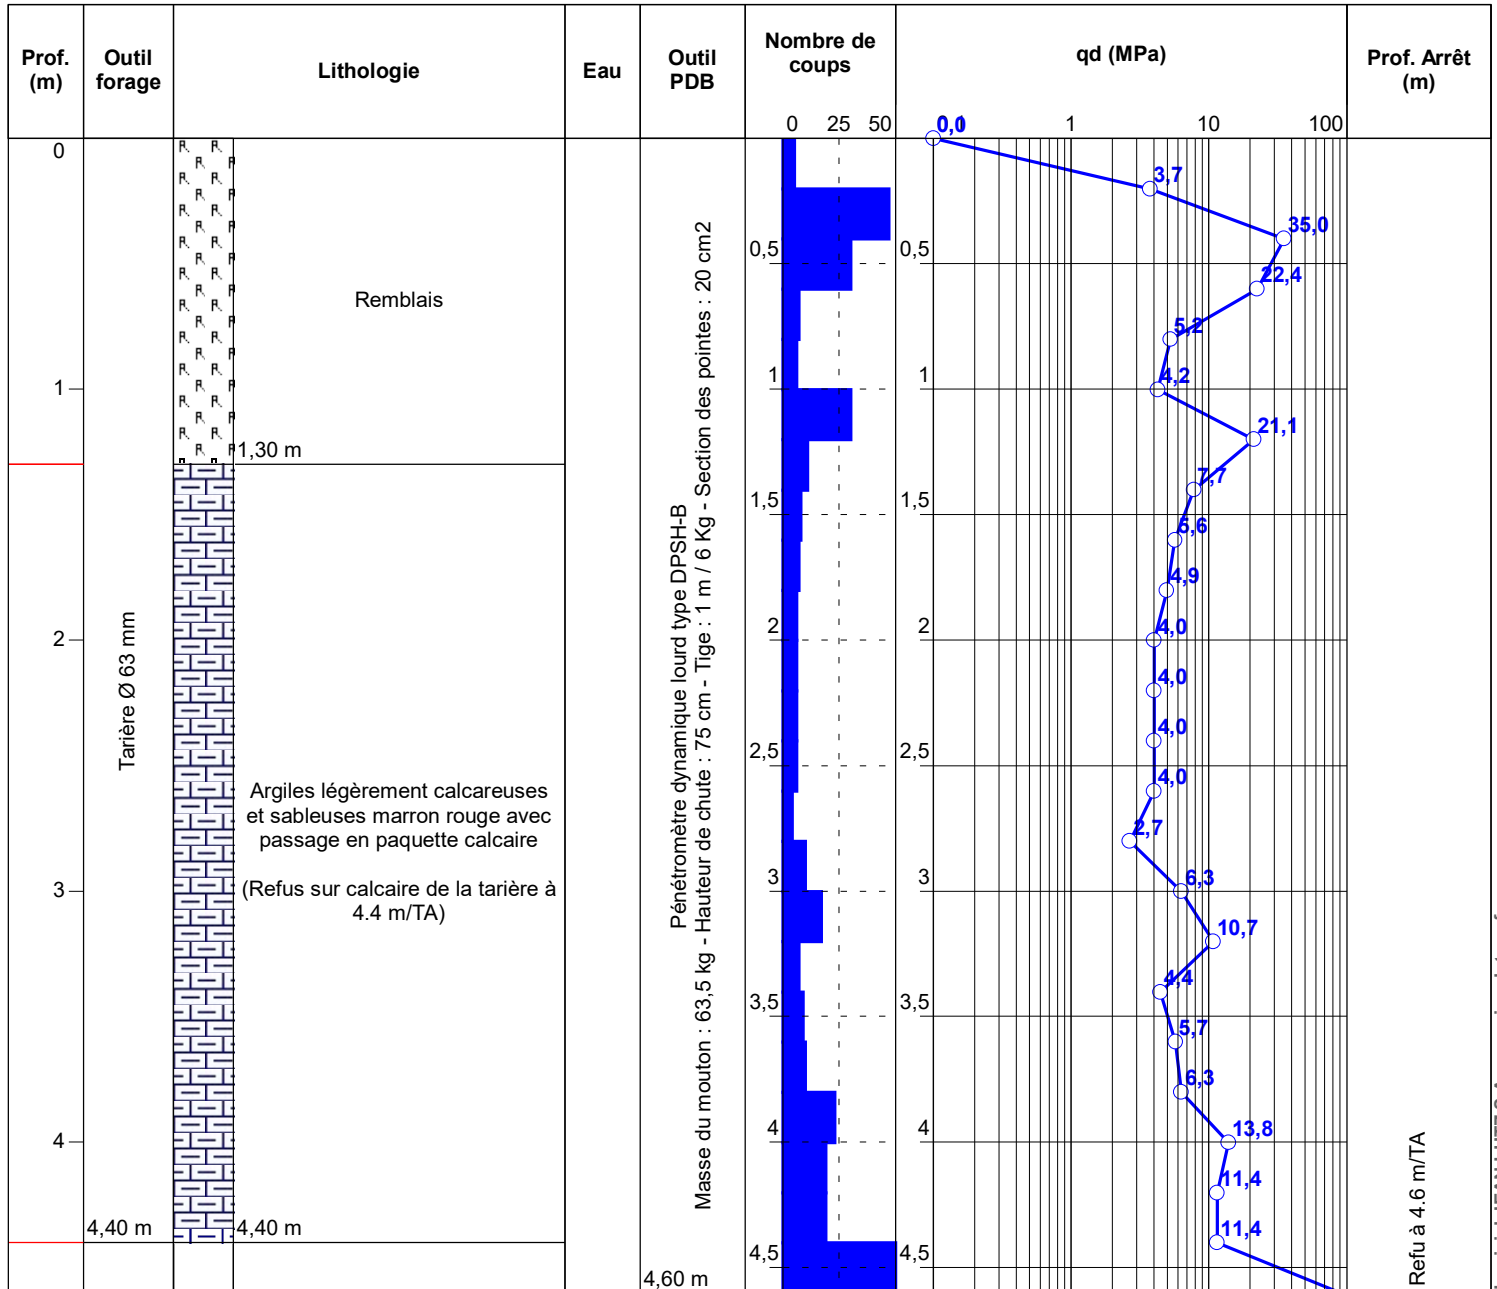 Prof.
(m)
Outil
forage
Lithologie
Eau
Outil
PDB
Nombre de
coups
qd (MPa)
Prof. Arrêt
(m)
0 25 50
1 10 100
0
1
2
3
4
Tarière Ø 63 mm
4,40 m
Remblais
1,30 m
Argiles légèrement calcareuses
et sableuses marron rouge avec
passage en paquette calcaire
(Refus sur calcaire de la tarière à
4.4 m/TA)
4,40 m
Pénétromètre dynamique lourd type DPSH-B
Masse du mouton : 63,5 kg - Hauteur de chute : 75 cm - Tige : 1 m / 6 Kg - Section des pointes : 20 cm2
4,60 m
0,5
1
1,5
2
2,5
3
3,5
4
4,5
0,5
1
1,5
2
2,5
3
3,5
4
4,5
3,7
35,0
22,4
5,2
4,2
21,1
7,7
5,6
4,9
4,0
4,0
4,0
4,0
2,7
6,3
10,7
4,4
5,7
6,3
13,8
11,4
11,4
Refu à 4.6 m/TA